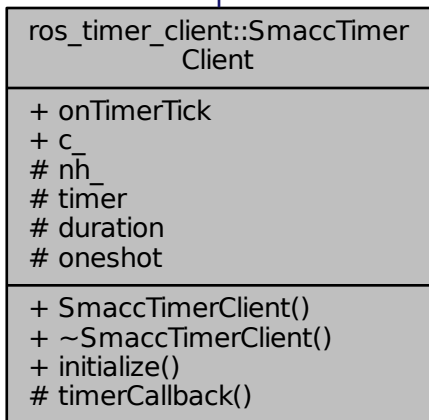 ros_timer_client::SmaccTimer
Client
+ onTimerTick
+ c_
# nh_
# timer
# duration
# oneshot
+ SmaccTimerClient()
+ ~SmaccTimerClient()
+ initialize()
# timerCallback()